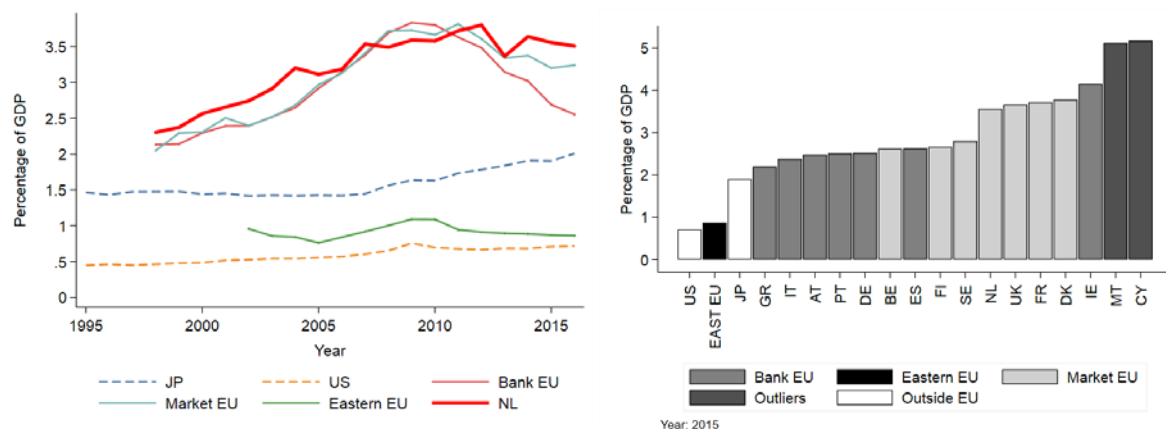 Percentage of GDP
3.5
3
2.5
2
1.5
1
.5
0
1995 2000 2005 2010 2015
Year
JP US Bank EU
Market EU Eastern EU NL
Percentage of GDP
5
4
3
2
1
0
US EAST EU JP GR IT AT PT DE BE ES FI SE NL UK FR DK IE MT CY
Bank EU Eastern EU Market EU
Outliers Outside EU
Year: 2015